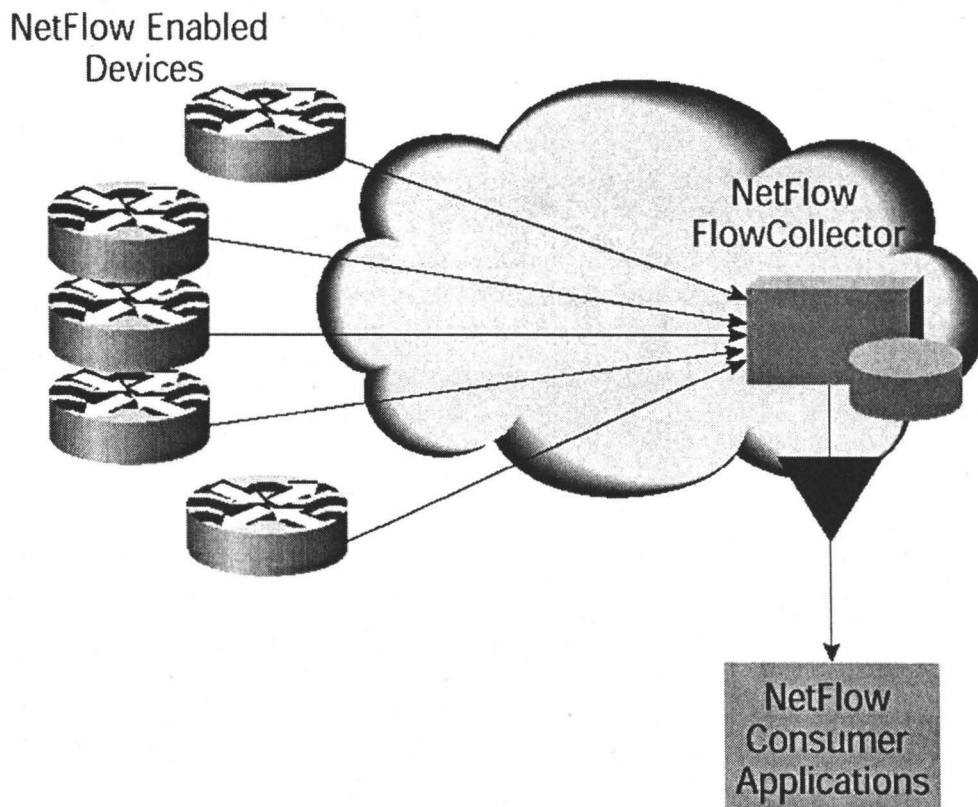 NetFlow Enabled
Devices
NetFlow
FlowCollector
NetFlow
Consumer
Applications